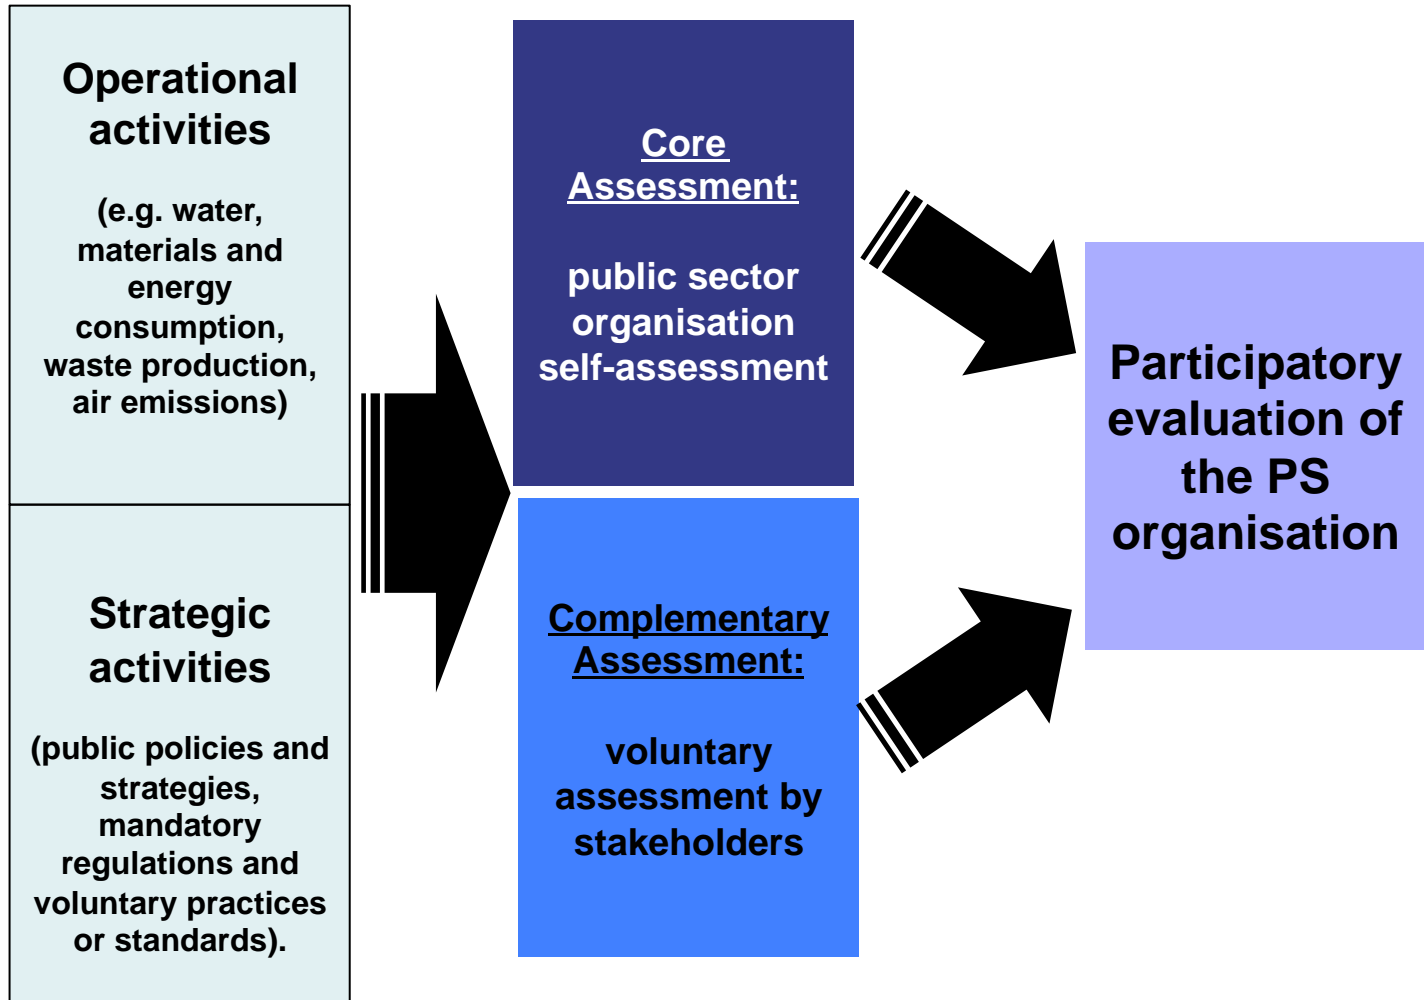 Operational
activities
(e.g. water,
materials and
energy
consumption,
waste production,
air emissions)
Strategic
activities
(public policies and
strategies,
mandatory
regulations and
voluntary practices
or standards).
Core
Assessment:
public sector
organisation
self-assessment
Complementary
Assessment:
voluntary
assessment by
stakeholders
Participatory
evaluation of
the PS
organisation